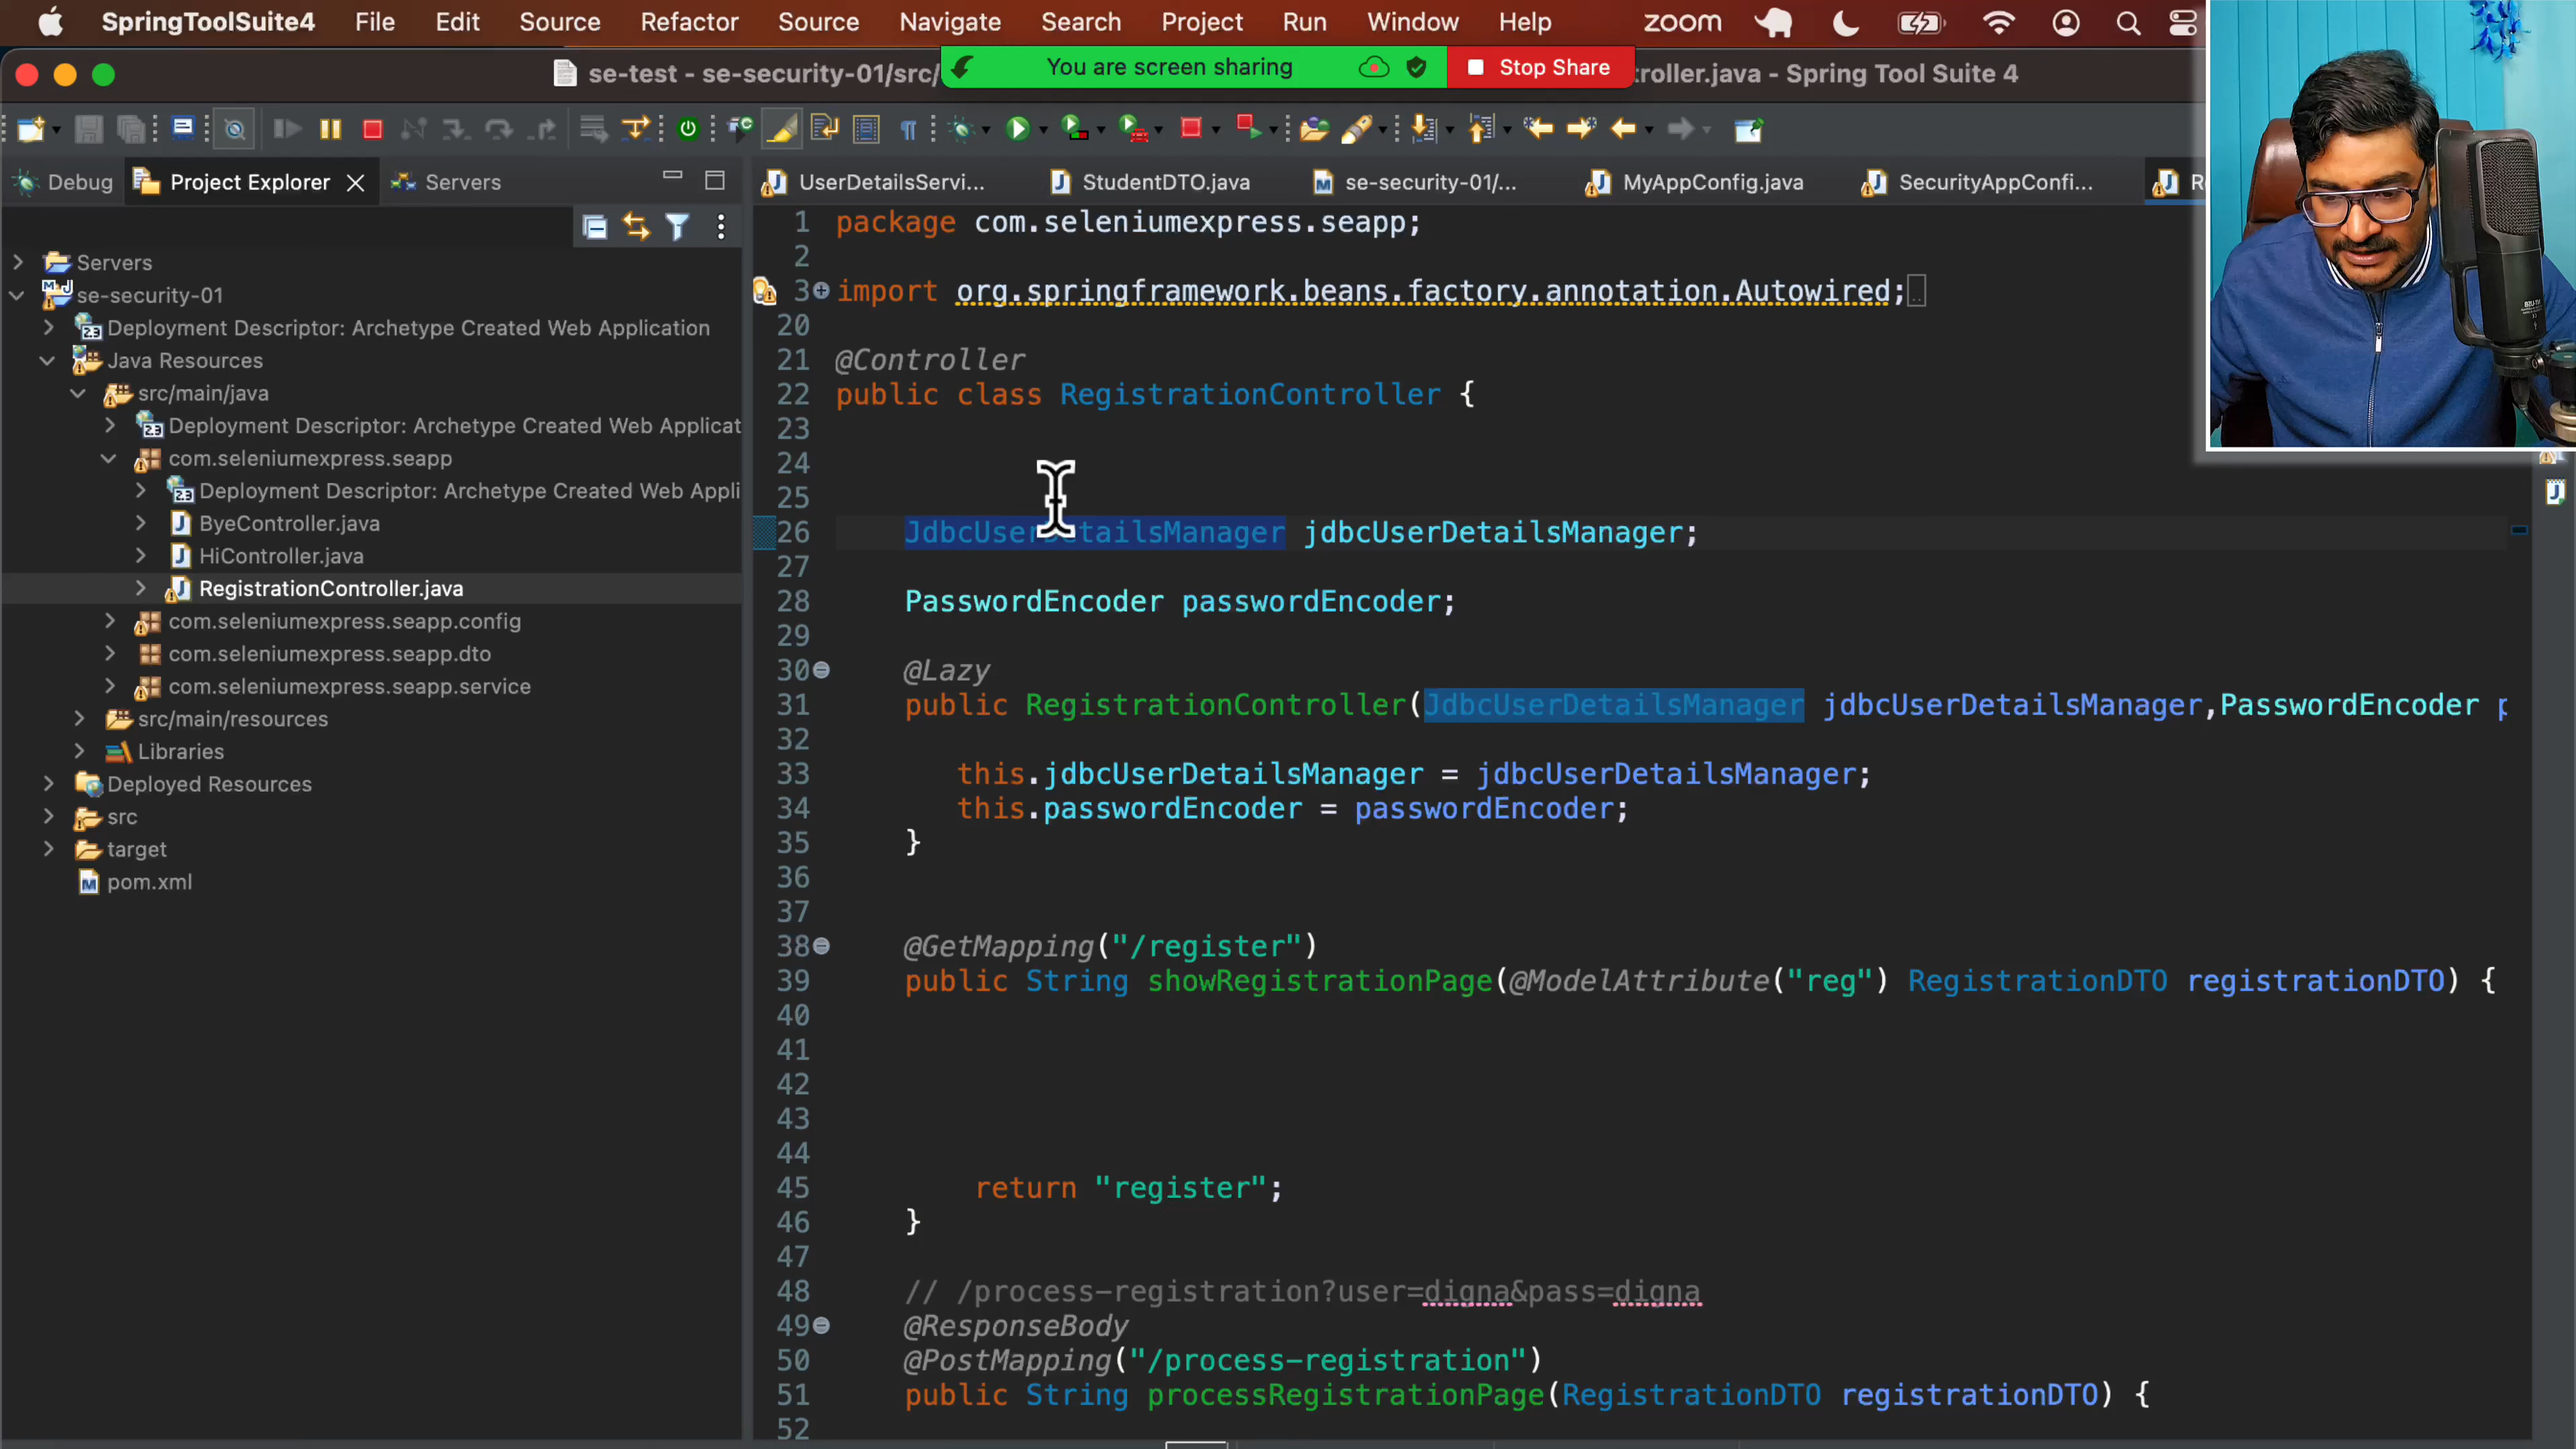 SpringToolSuite4 File Edit Source Refactor Source Navigate Search Project Run Window Help zoom
se-test - se-security-01/src/ You are screen sharing Stop Share troller.java - Spring Tool Suite 4
Debug Project Explorer Servers
UserDetailsServi... StudentDTO.java se-security-01/... MyAppConfig.java SecurityAppConfi...
Servers
se-security-01
Deployment Descriptor: Archetype Created Web Application
Java Resources
src/main/java
Deployment Descriptor: Archetype Created Web Applicat
com.seleniumexpress.seapp
Deployment Descriptor: Archetype Created Web Appli
ByeController.java
HiController.java
RegistrationController.java
com.seleniumexpress.seapp.config
com.seleniumexpress.seapp.dto
com.seleniumexpress.seapp.service
src/main/resources
Libraries
Deployed Resources
src
target
pom.xml
1 package com.seleniumexpress.seapp;
2
3 import org.springframework.beans.factory.annotation.Autowired;
20
21 @Controller
22 public class RegistrationController {
23
24
25
26 JdbcUserDetailsManager jdbcUserDetailsManager;
27
28 PasswordEncoder passwordEncoder;
29
30 @Lazy
31 public RegistrationController(JdbcUserDetailsManager jdbcUserDetailsManager,PasswordEncoder p
32
33 this.jdbcUserDetailsManager = jdbcUserDetailsManager;
34 this.passwordEncoder = passwordEncoder;
35 }
36
37
38 @GetMapping("/register")
39 public String showRegistrationPage(@ModelAttribute("reg") RegistrationDTO registrationDTO) {
40
41
42
43
44
45 return "register";
46 }
47
48 // /process-registration?user=digna&pass=digna
49 @ResponseBody
50 @PostMapping("/process-registration")
51 public String processRegistrationPage(RegistrationDTO registrationDTO) {
52